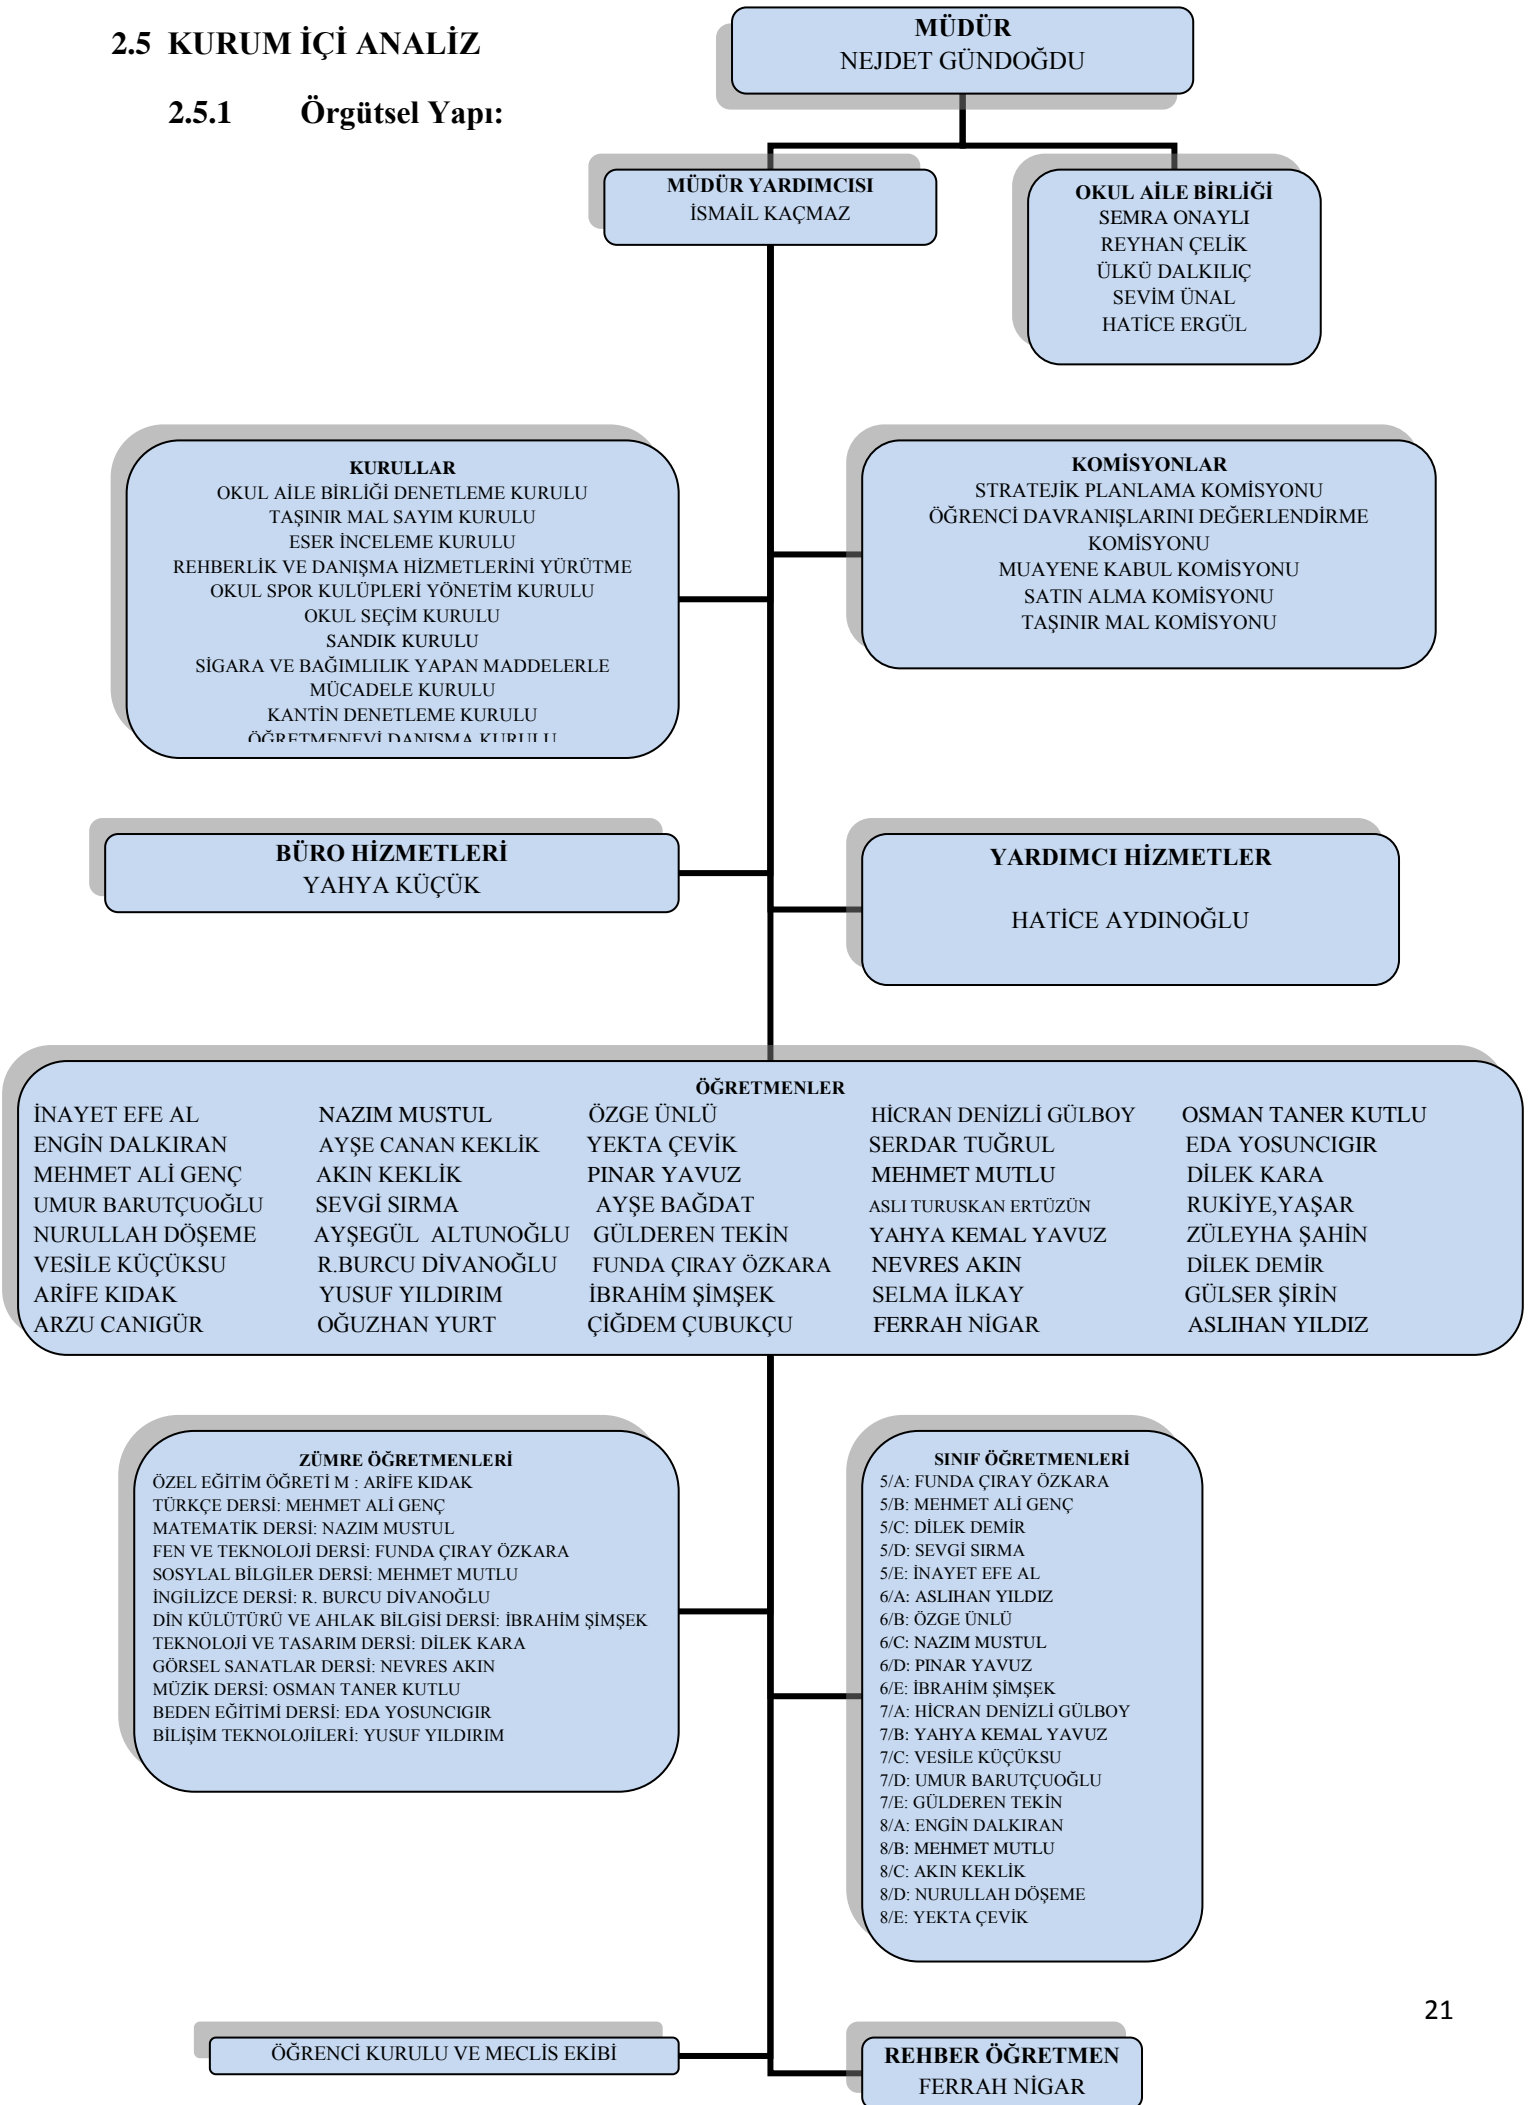 2.5 KURUM İÇİ ANALİZ
2.5.1 Örgütsel Yapı:
MÜDÜR
NEJDET GÜNDOĞDU
MÜDÜR YARDIMCISI
İSMAİL KAÇMAZ
OKUL AİLE BİRLİĞİ
SEMRA ONAYLI
REYHAN ÇELİK
ÜLKÜ DALKILIÇ
SEVİM ÜNAL
HATİCE ERGÜL
KURULLAR
OKUL AİLE BİRLİĞİ DENETLEME KURULU
TAŞINIR MAL SAYIM KURULU
ESER İNCELEME KURULU
REHBERLİK VE DANIŞMA HİZMETLERİNİ YÜRÜTME
OKUL SPOR KULÜPLERİ YÖNETİM KURULU
OKUL SEÇİM KURULU
SANDIK KURULU
SİGARA VE BAĞIMLILIK YAPAN MADDELERLE
MÜCADELE KURULU
KANTİN DENETLEME KURULU
ÖĞRETMENEVİ DANIŞMA KURULU
KOMİSYONLAR
STRATEJİK PLANLAMA KOMİSYONU
ÖĞRENCİ DAVRANIŞLARINI DEĞERLENDİRME
KOMİSYONU
MUAYENE KABUL KOMİSYONU
SATIN ALMA KOMİSYONU
TAŞINIR MAL KOMİSYONU
BÜRO HİZMETLERİ
YAHYA KÜÇÜK
YARDIMCI HİZMETLER
HATİCE AYDINOĞLU
ÖĞRETMENLER
İNAYET EFE AL NAZIM MUSTUL ÖZGE ÜNLÜ HİCRAN DENİZLİ GÜLBOY OSMAN TANER KUTLU
ENGİN DALKIRAN AYŞE CANAN KEKLİK YEKTA ÇEVİK SERDAR TUĞRUL EDA YOSUNCIGIR
MEHMET ALİ GENÇ AKIN KEKLİK PINAR YAVUZ MEHMET MUTLU DİLEK KARA
UMUR BARUTÇUOĞLU SEVGİ SIRMA AYŞE BAĞDAT ASLI TURUSKAN ERTÜZÜN RUKİYE,YAŞAR
NURULLAH DÖŞEME AYŞEGÜL ALTUNOĞLU GÜLDEREN TEKİN YAHYA KEMAL YAVUZ ZÜLEYHA ŞAHİN
VESİLE KÜÇÜKSU R.BURCU DİVANOĞLU FUNDA ÇIRAY ÖZKARA NEVRES AKIN DİLEK DEMİR
ARİFE KIDAK YUSUF YILDIRIM İBRAHİM ŞİMŞEK SELMA İLKAY GÜLSER ŞİRİN
ARZU CANIGÜR OĞUZHAN YURT ÇİĞDEM ÇUBUKÇU FERRAH NİGAR ASLIHAN YILDIZ
ZÜMRE ÖĞRETMENLERİ
ÖZEL EĞİTİM ÖĞRETİ M : ARİFE KIDAK
TÜRKÇE DERSİ: MEHMET ALİ GENÇ
MATEMATİK DERSİ: NAZIM MUSTUL
FEN VE TEKNOLOJİ DERSİ: FUNDA ÇIRAY ÖZKARA
SOSYLAL BİLGİLER DERSİ: MEHMET MUTLU
İNGİLİZCE DERSİ: R. BURCU DİVANOĞLU
DİN KÜLÜTÜRÜ VE AHLAK BİLGİSİ DERSİ: İBRAHİM ŞİMŞEK
TEKNOLOJİ VE TASARIM DERSİ: DİLEK KARA
GÖRSEL SANATLAR DERSİ: NEVRES AKIN
MÜZİK DERSİ: OSMAN TANER KUTLU
BEDEN EĞİTİMİ DERSİ: EDA YOSUNCIGIR
BİLİŞİM TEKNOLOJİLERİ: YUSUF YILDIRIM
SINIF ÖĞRETMENLERİ
5/A: FUNDA ÇIRAY ÖZKARA
5/B: MEHMET ALİ GENÇ
5/C: DİLEK DEMİR
5/D: SEVGİ SIRMA
5/E: İNAYET EFE AL
6/A: ASLIHAN YILDIZ
6/B: ÖZGE ÜNLÜ
6/C: NAZIM MUSTUL
6/D: PINAR YAVUZ
6/E: İBRAHİM ŞİMŞEK
7/A: HİCRAN DENİZLİ GÜLBOY
7/B: YAHYA KEMAL YAVUZ
7/C: VESİLE KÜÇÜKSU
7/D: UMUR BARUTÇUOĞLU
7/E: GÜLDEREN TEKİN
8/A: ENGİN DALKIRAN
8/B: MEHMET MUTLU
8/C: AKIN KEKLİK
8/D: NURULLAH DÖŞEME
8/E: YEKTA ÇEVİK
21
ÖĞRENCİ KURULU VE MECLİS EKİBİ
REHBER ÖĞRETMEN
FERRAH NİGAR